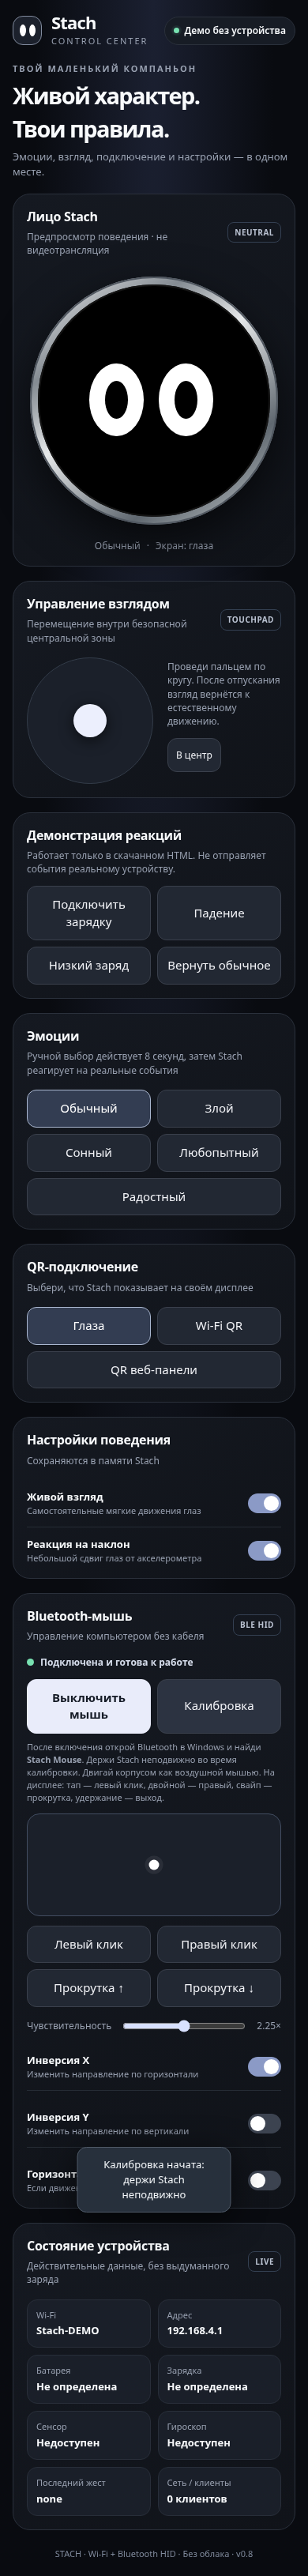 Stach
CONTROL CENTER
Демо без устройства
ТВОЙ МАЛЕНЬКИЙ КОМПАНЬОН
Живой характер.
Твои правила.
Эмоции, взгляд, подключение и настройки — в одном
месте.
Лицо Stach
Предпросмотр поведения · не
видеотрансляция
NEUTRAL
Обычный · Экран: глаза
Управление взглядом
Перемещение внутри безопасной
центральной зоны
TOUCHPAD
Проведи пальцем по
кругу. После отпускания
взгляд вернётся к
естественному
движению.
В центр
Демонстрация реакций
Работает только в скачанном HTML. Не отправляет
события реальному устройству.
Подключить
зарядку
Падение
Низкий заряд
Вернуть обычное
Эмоции
Ручной выбор действует 8 секунд, затем Stach
реагирует на реальные события
Обычный
Злой
Сонный
Любопытный
Радостный
QR-подключение
Выбери, что Stach показывает на своём дисплее
Глаза
Wi-Fi QR
QR веб-панели
Настройки поведения
Сохраняются в памяти Stach
Живой взгляд
Самостоятельные мягкие движения глаз
Реакция на наклон
Небольшой сдвиг глаз от акселерометра
Bluetooth-мышь
Управление компьютером без кабеля
BLE HID
Подключена и готова к работе
Выключить
мышь
Калибровка
После включения открой Bluetooth в Windows и найди
Stach Mouse. Держи Stach неподвижно во время
калибровки. Двигай корпусом как воздушной мышью. На
дисплее: тап — левый клик, двойной — правый, свайп —
прокрутка, удержание — выход.
Левый клик
Правый клик
Прокрутка ↑
Прокрутка ↓
Чувствительность
2.25×
Инверсия X
Изменить направление по горизонтали
Инверсия Y
Изменить направление по вертикали
Калибровка начата:
держи Stach
неподвижно
Состояние устройства
Действительные данные, без выдуманного
заряда
LIVE
Wi-Fi
Stach-DEMO
Адрес
192.168.4.1
Батарея
Не определена
Зарядка
Не определена
Сенсор
Недоступен
Гироскоп
Недоступен
Последний жест
none
Сеть / клиенты
0 клиентов
STACH · Wi-Fi + Bluetooth HID · Без облака · v0.8